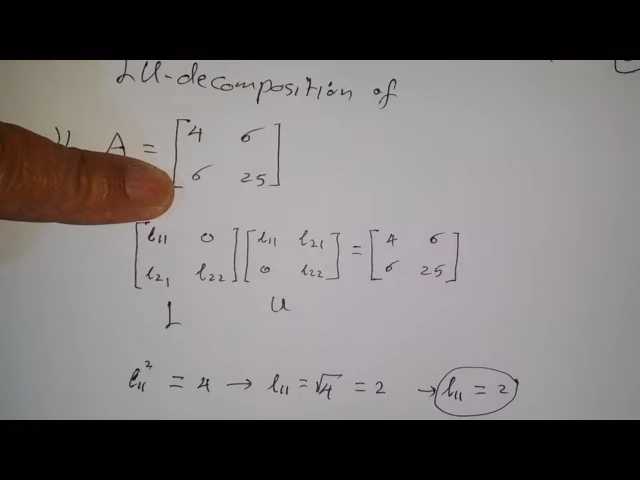 LU-decomposition of
A = [4 6
6 25]
[l11 0 [l11 l21 = [4 6
l21 l22] 0 l22] 6 25]
L U
l11² = 4 → l11 = √4 = 2 → l11 = 2